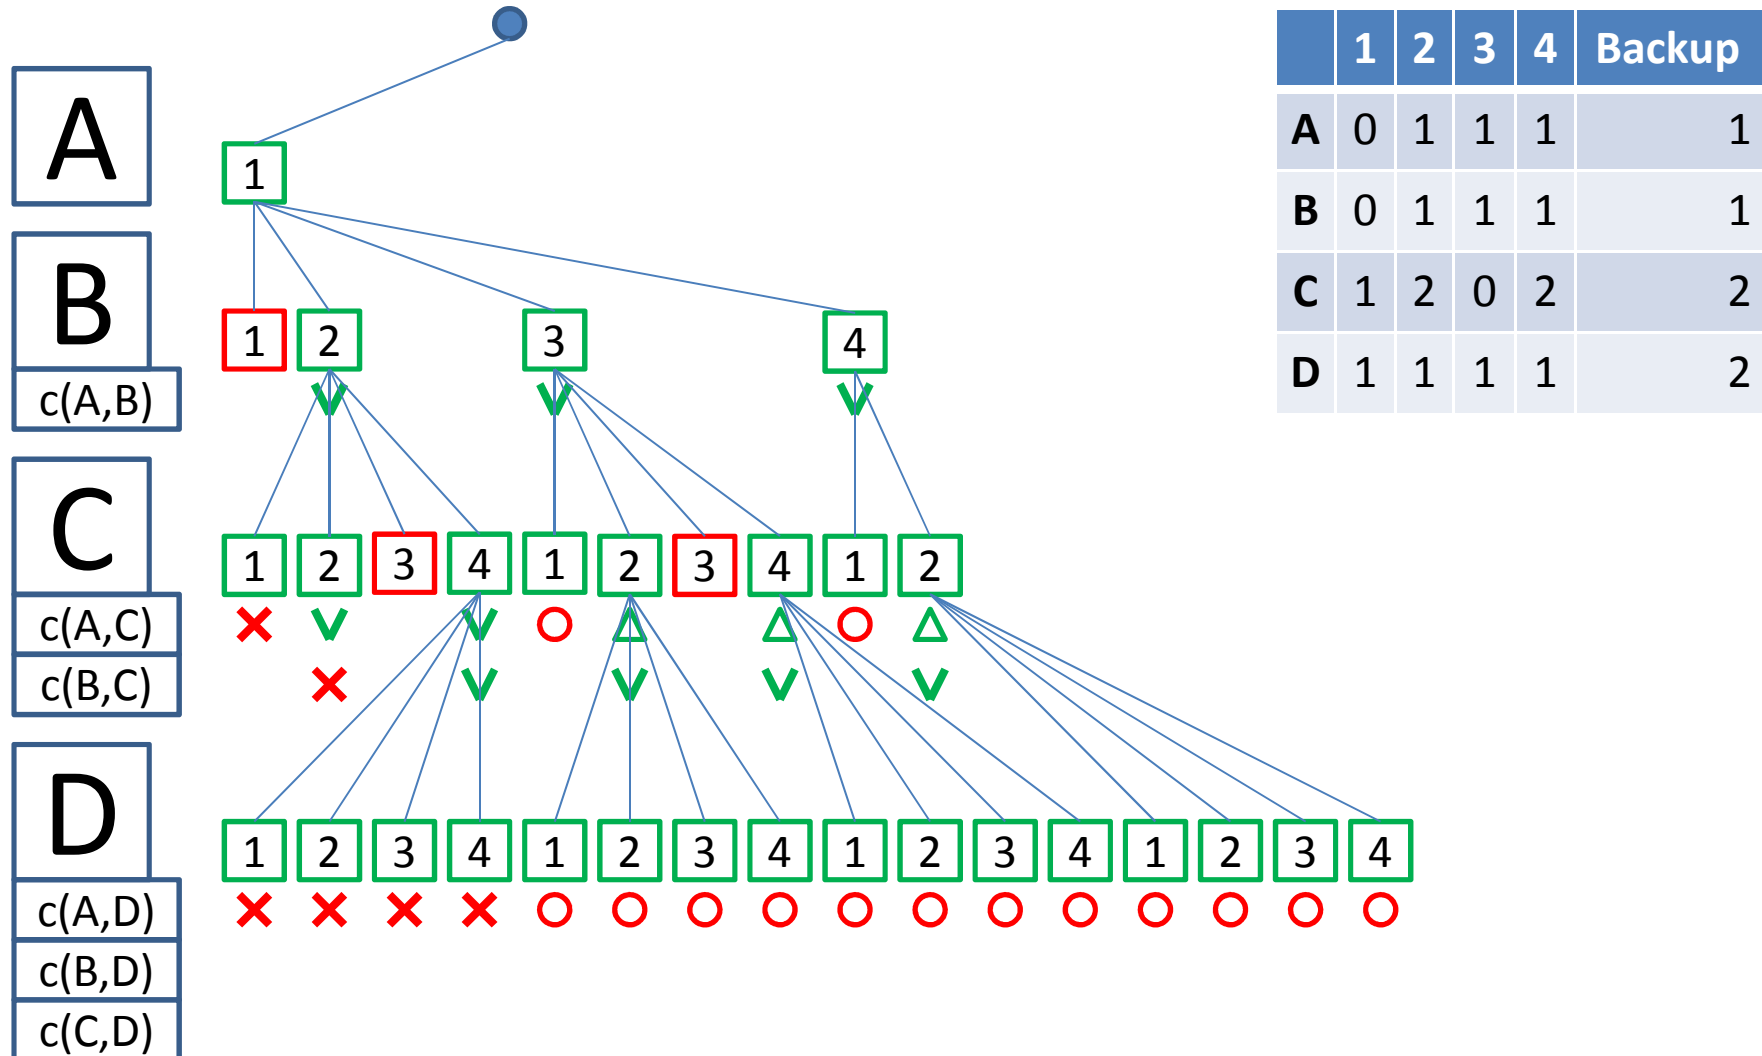 1 2 3 4 Backup
A 0 1 1 1 1
B 0 1 1 1 1
C 1 2 0 2 2
D 1 1 1 1 2
A
1
B
1 2 3 4
c(A,B)
C
1 2 3 4 1 2 3 4 1 2
c(A,C)
c(B,C)
D
1 2 3 4 1 2 3 4 1 2 3 4 1 2 3 4
c(A,D)
c(B,D)
c(C,D)